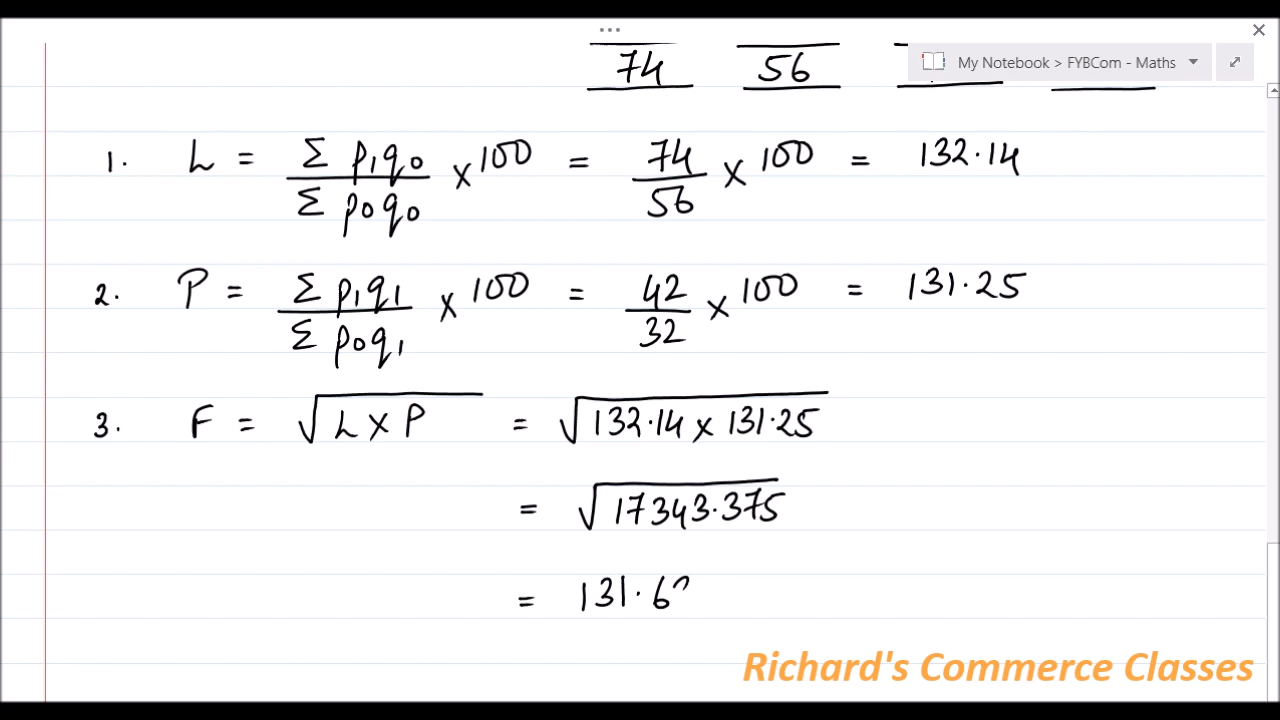 My Notebook > FYBCom - Maths
74 56
1. L = Σ p₁q₀ / Σ p₀q₀ × 100 = 74 / 56 × 100 = 132.14
2. P = Σ p₁q₁ / Σ p₀q₁ × 100 = 42 / 32 × 100 = 131.25
3. F = √(L × P) = √(132.14 × 131.25)
= √17343.375
= 131.6
Richard's Commerce Classes